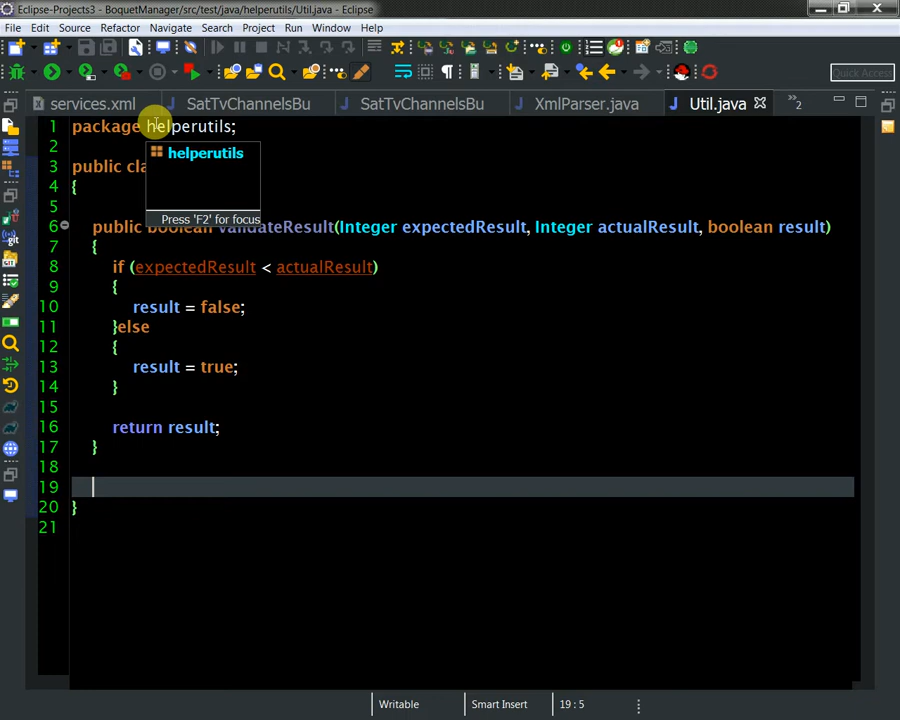 Eclipse-Projects3 - BoquetManager/src/test/java/helperutils/Util.java - Eclipse
File Edit Source Refactor Navigate Search Project Run Window Help
Quick Access
services.xml SatTvChannelsBu SatTvChannelsBu XmlParser.java Util.java »2
1 package helperutils;
2 helperutils
3 public cla
4 {
5 Press 'F2' for focus
6 public boolean validateResult(Integer expectedResult, Integer actualResult, boolean result)
7 {
8 if (expectedResult < actualResult)
9 {
10 result = false;
11 }else
12 {
13 result = true;
14 }
15
16 return result;
17 }
18
19
20 }
21
git
Writable Smart Insert 19 : 5